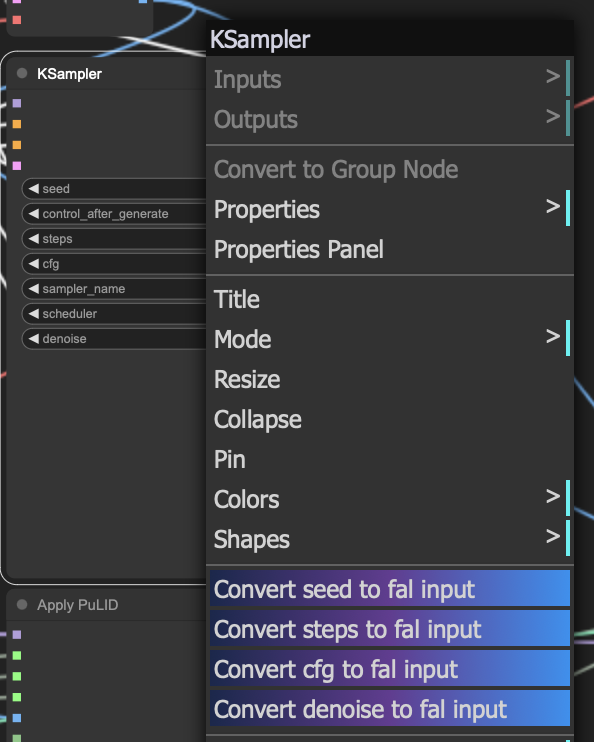 KSampler
seed
control_after_generate
steps
cfg
sampler_name
scheduler
denoise
Apply PuLID
KSampler
Inputs >
Outputs >
Convert to Group Node
Properties >
Properties Panel
Title
Mode >
Resize
Collapse
Pin
Colors >
Shapes >
Convert seed to fal input
Convert steps to fal input
Convert cfg to fal input
Convert denoise to fal input